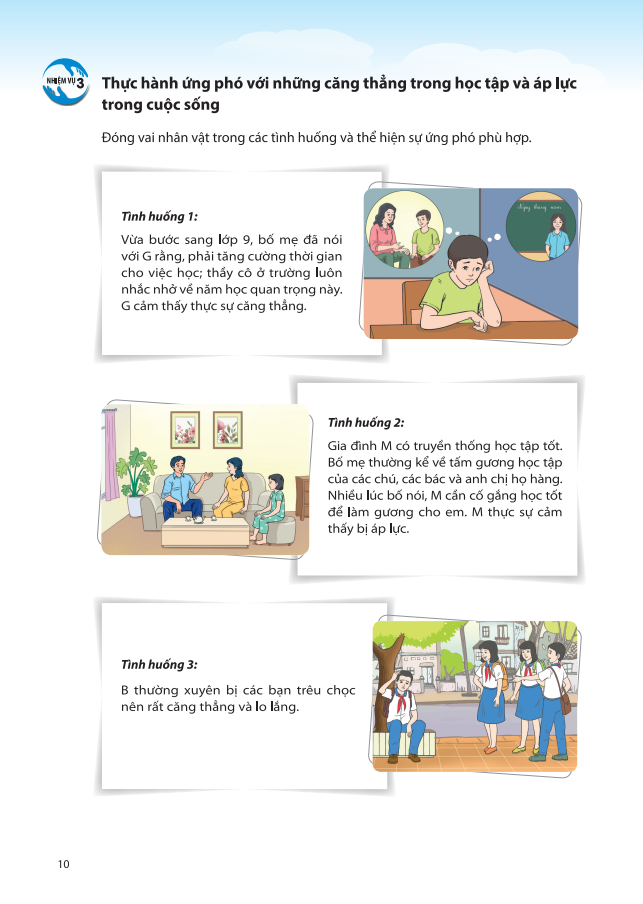 NHIỆM VỤ 3
Thực hành ứng phó với những căng thẳng trong học tập và áp lực
trong cuộc sống
Đóng vai nhân vật trong các tình huống và thể hiện sự ứng phó phù hợp.
Tình huống 1:
Vừa bước sang lớp 9, bố mẹ đã nói
với G rằng, phải tăng cường thời gian
cho việc học; thầy cô ở trường luôn
nhắc nhở về năm học quan trọng này.
G cảm thấy thực sự căng thẳng.
Ngày tháng năm
Tình huống 2:
Gia đình M có truyền thống học tập tốt.
Bố mẹ thường kể về tấm gương học tập
của các chú, các bác và anh chị họ hàng.
Nhiều lúc bố nói, M cần cố gắng học tốt
để làm gương cho em. M thực sự cảm
thấy bị áp lực.
Tình huống 3:
B thường xuyên bị các bạn trêu chọc
nên rất căng thẳng và lo lắng.
10